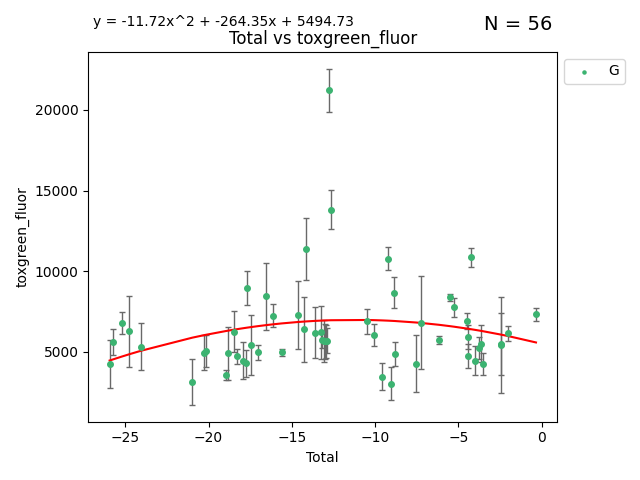 y = -11.72x^2 + -264.35x + 5494.73
N = 56
Total vs toxgreen_fluor
G
toxgreen_fluor
20000
15000
10000
5000
−25
−20
−15
−10
−5
0
Total